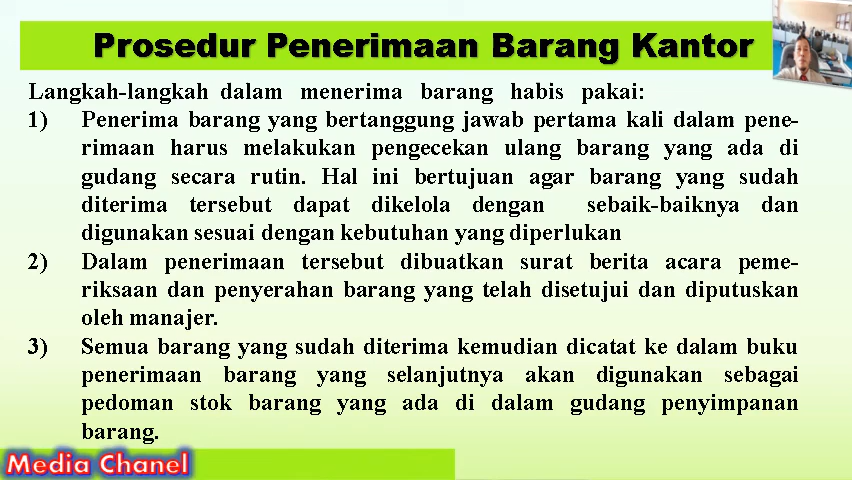 Prosedur Penerimaan Barang Kantor
Langkah-langkah dalam menerima barang habis pakai:
1) Penerima barang yang bertanggung jawab pertama kali dalam pene-
rimaan harus melakukan pengecekan ulang barang yang ada di
gudang secara rutin. Hal ini bertujuan agar barang yang sudah
diterima tersebut dapat dikelola dengan sebaik-baiknya dan
digunakan sesuai dengan kebutuhan yang diperlukan
2) Dalam penerimaan tersebut dibuatkan surat berita acara peme-
riksaan dan penyerahan barang yang telah disetujui dan diputuskan
oleh manajer.
3) Semua barang yang sudah diterima kemudian dicatat ke dalam buku
penerimaan barang yang selanjutnya akan digunakan sebagai
pedoman stok barang yang ada di dalam gudang penyimpanan
barang.
Media Chanel